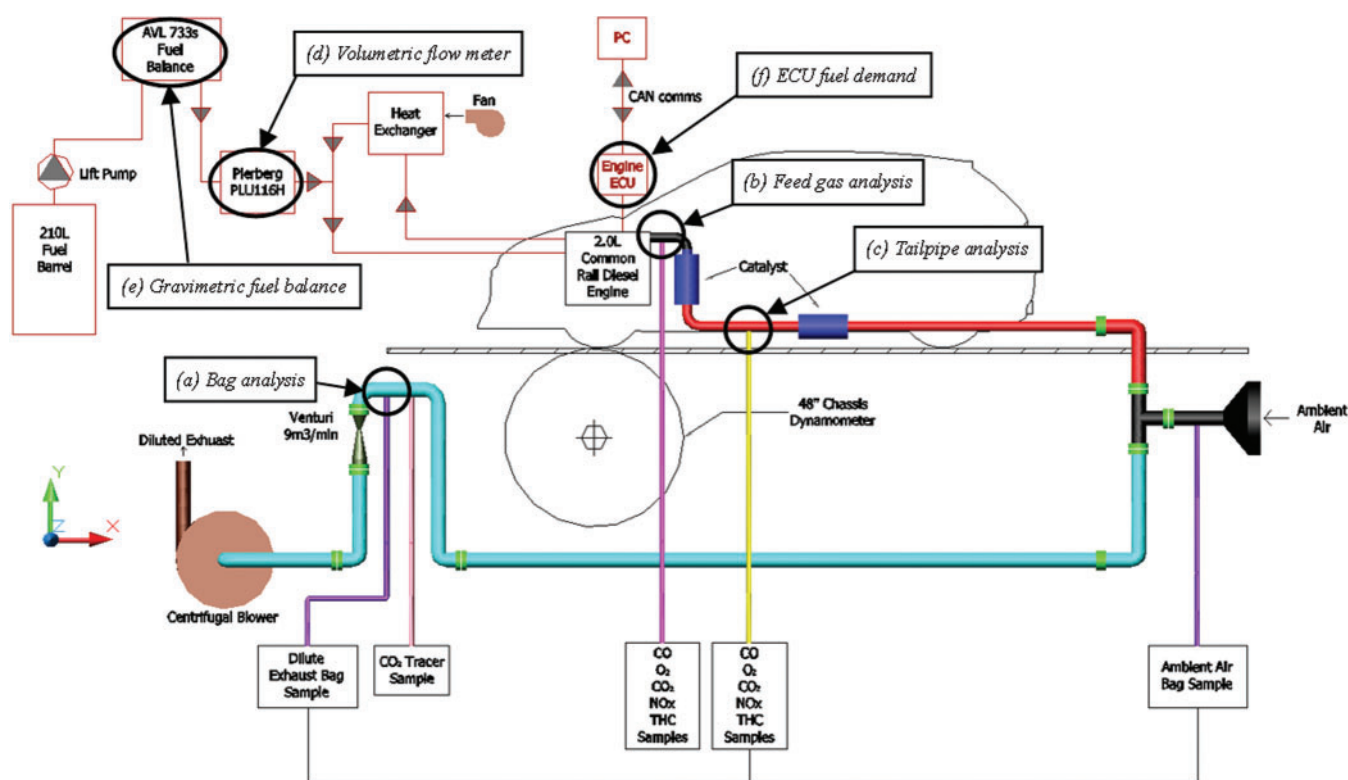 AVL 733s
Fuel
Balance
(d) Volumetric flow meter
PC
(f) ECU fuel demand
CAN comms
Heat
Exchanger
Fan
Lift Pump
Pierberg
PLU116H
Engine
ECU
(b) Feed gas analysis
210L
Fuel
Barrel
2.0L
Common
Rail Diesel
Engine
(c) Tailpipe analysis
Catalyst
(e) Gravimetric fuel balance
(a) Bag analysis
Venturi
9m3/min
48" Chassis
Dynamometer
Ambient
Air
Diluted Exhuast
Y
Z
X
Centrifugal Blower
Dilute
Exhaust Bag
Sample
CO₂ Tracer
Sample
CO
O₂
CO₂
NOx
THC
Samples
CO
O₂
CO₂
NOx
THC
Samples
Ambient Air
Bag Sample